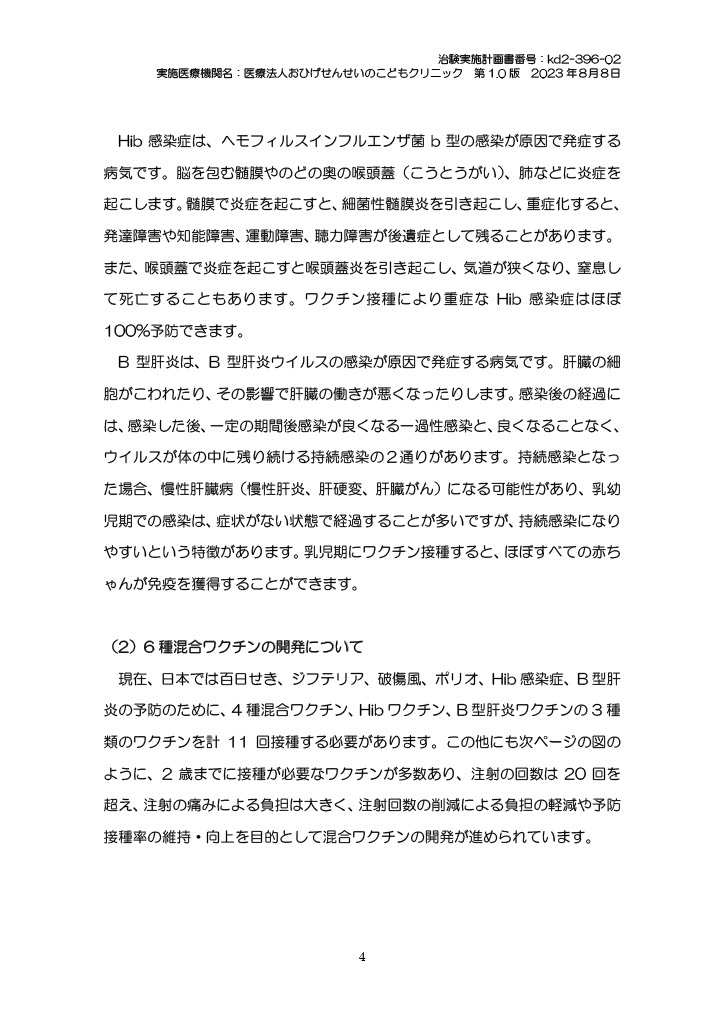 治験実施計画書番号：kd2-396-02
実施医療機関名：医療法人おひげせんせいのこどもクリニック　第 1.0 版　2023 年８月８日
Hib 感染症は、ヘモフィルスインフルエンザ菌 b 型の感染が原因で発症する
病気です。脳を包む髄膜やのどの奥の喉頭蓋（こうとうがい）、肺などに炎症を
起こします。髄膜で炎症を起こすと、細菌性髄膜炎を引き起こし、重症化すると、
発達障害や知能障害、運動障害、聴力障害が後遺症として残ることがあります。
また、喉頭蓋で炎症を起こすと喉頭蓋炎を引き起こし、気道が狭くなり、窒息し
て死亡することもあります。ワクチン接種により重症な Hib 感染症はほぼ
100%予防できます。
B 型肝炎は、B 型肝炎ウイルスの感染が原因で発症する病気です。肝臓の細
胞がこわれたり、その影響で肝臓の働きが悪くなったりします。感染後の経過に
は、感染した後、一定の期間後感染が良くなる一過性感染と、良くなることなく、
ウイルスが体の中に残り続ける持続感染の２通りがあります。持続感染となっ
た場合、慢性肝臓病（慢性肝炎、肝硬変、肝臓がん）になる可能性があり、乳幼
児期での感染は、症状がない状態で経過することが多いですが、持続感染になり
やすいという特徴があります。乳児期にワクチン接種すると、ほぼすべての赤ち
ゃんが免疫を獲得することができます。
（2）6 種混合ワクチンの開発について
現在、日本では百日せき、ジフテリア、破傷風、ポリオ、Hib 感染症、B 型肝
炎の予防のために、4 種混合ワクチン、Hib ワクチン、B 型肝炎ワクチンの 3 種
類のワクチンを計 11 回接種する必要があります。この他にも次ページの図の
ように、2 歳までに接種が必要なワクチンが多数あり、注射の回数は 20 回を
超え、注射の痛みによる負担は大きく、注射回数の削減による負担の軽減や予防
接種率の維持・向上を目的として混合ワクチンの開発が進められています。
4